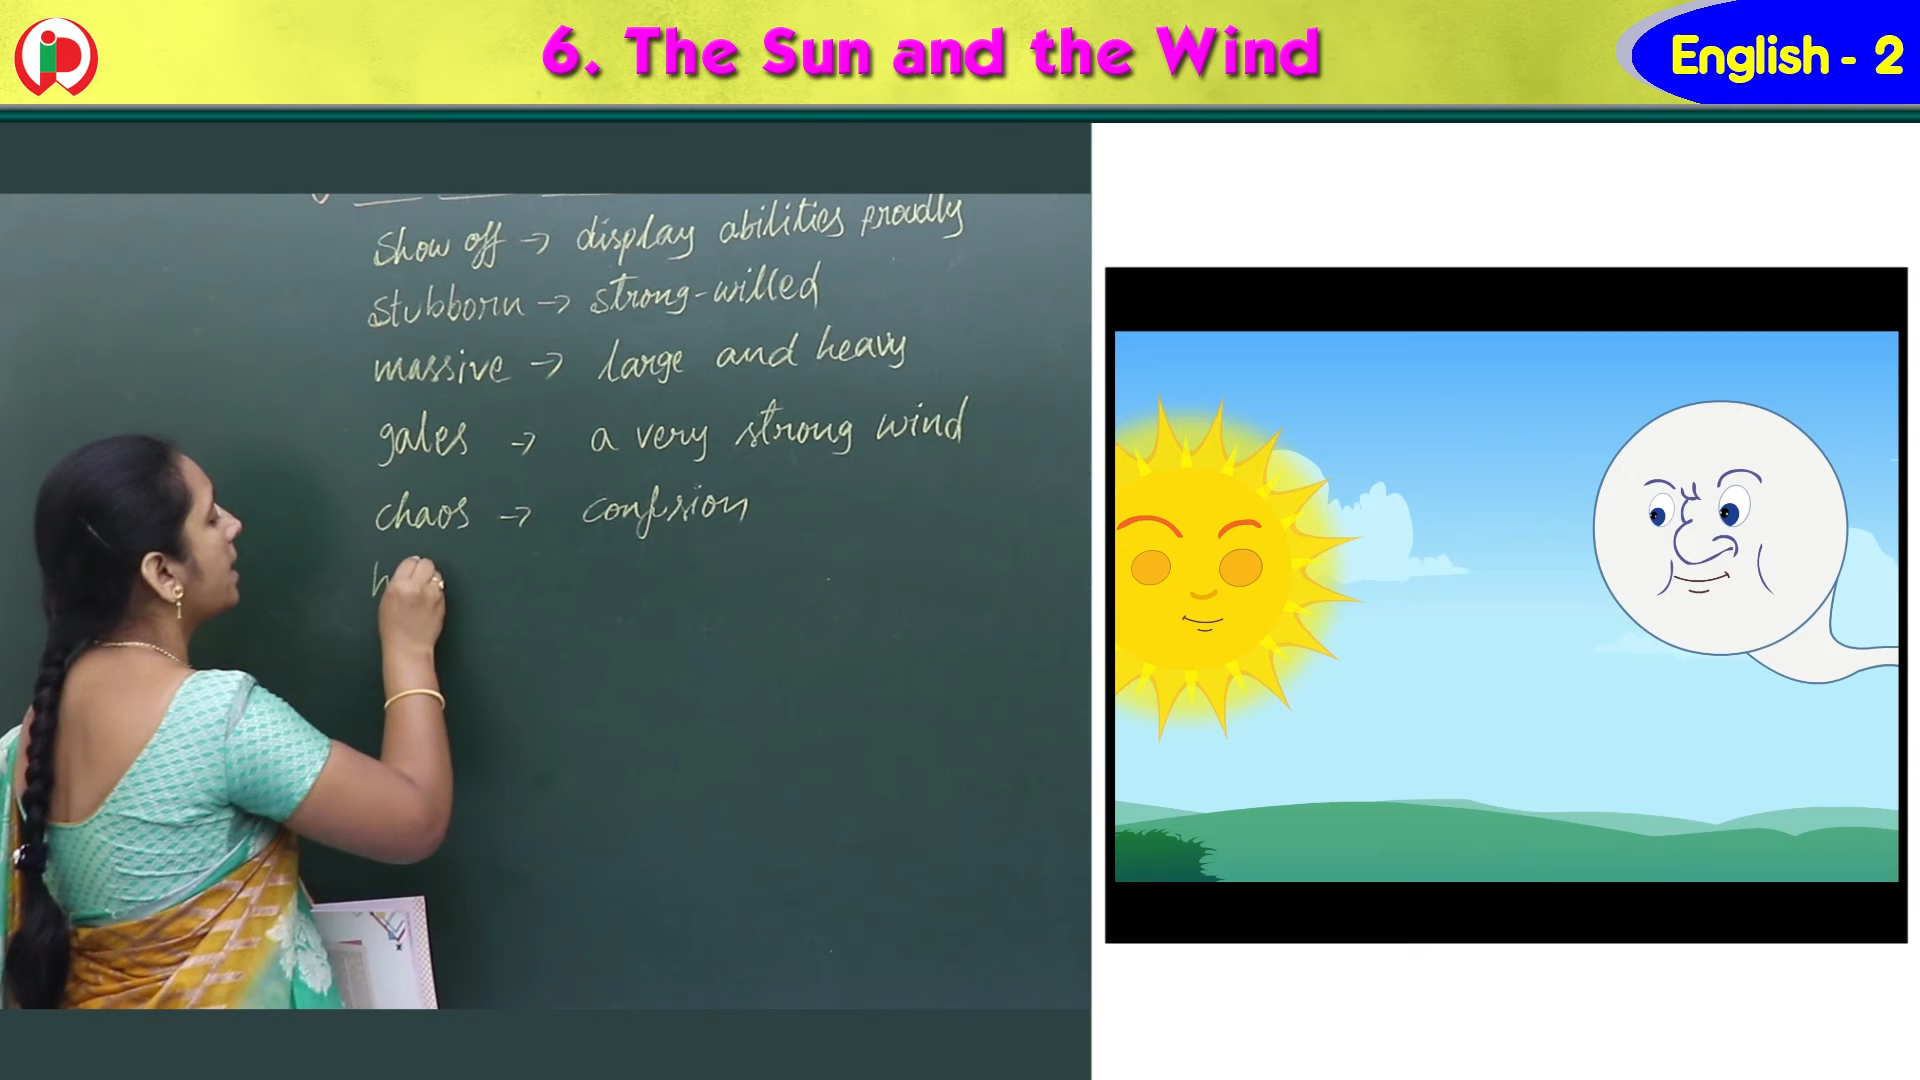 6. The Sun and the Wind
English - 2
Show off → display abilities proudly
stubborn → strong-willed
massive → large and heavy
gales → a very strong wind
chaos → confusion
h